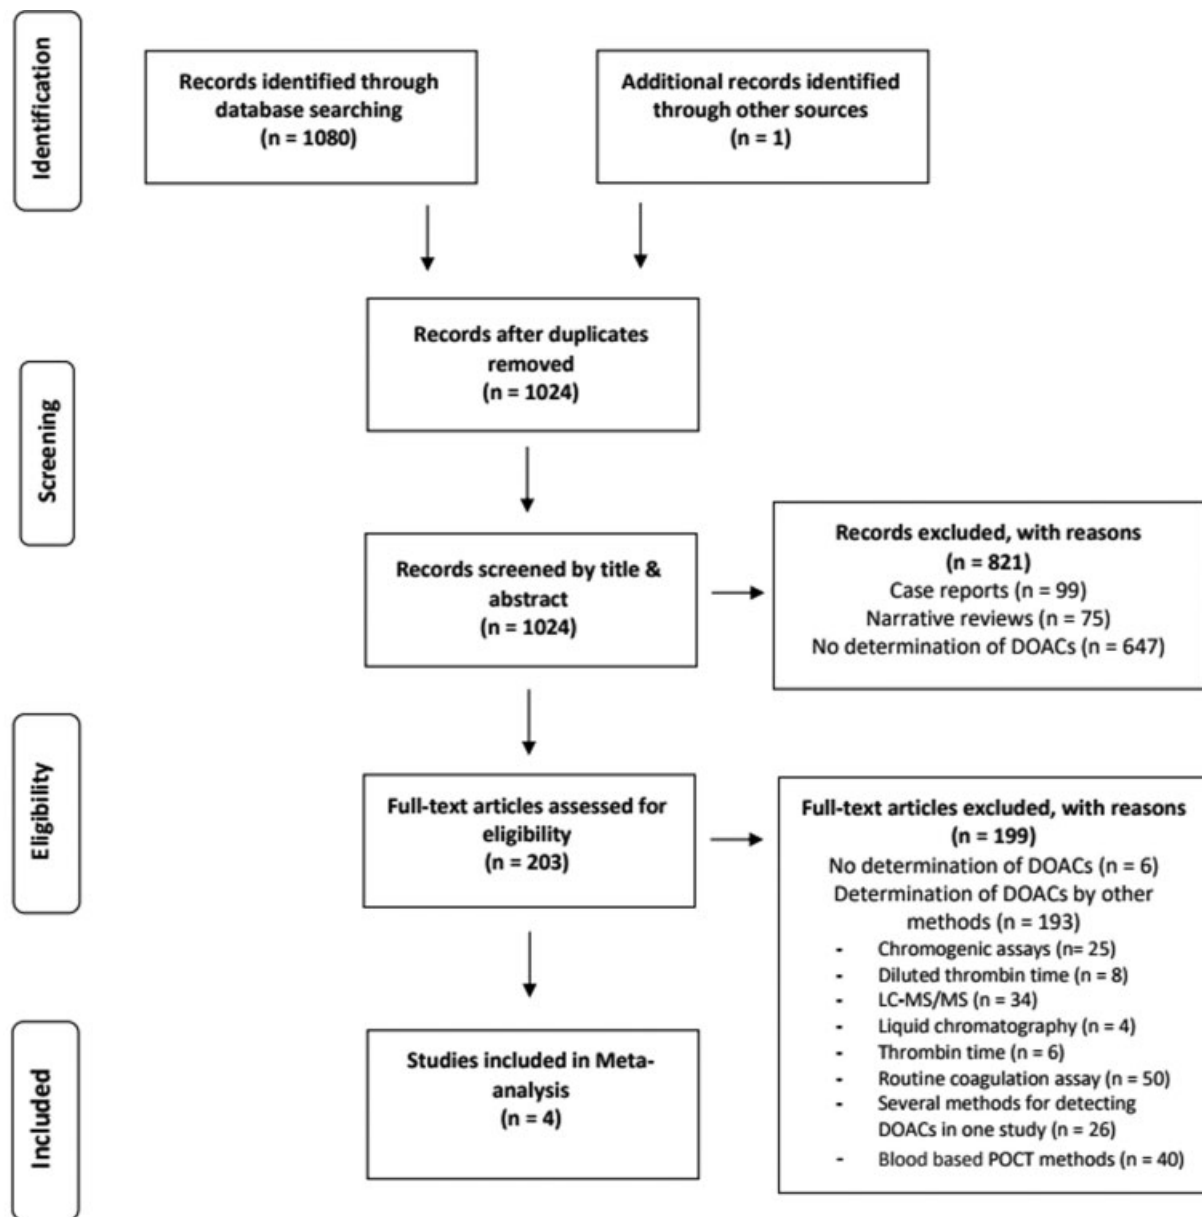 Identification
Records identified through
database searching
(n = 1080)
Additional records identified
through other sources
(n = 1)
Screening
Records after duplicates
removed
(n = 1024)
Records screened by title &
abstract
(n = 1024)
Records excluded, with reasons
(n = 821)
Case reports (n = 99)
Narrative reviews (n = 75)
No determination of DOACs (n = 647)
Eligibility
Full-text articles assessed for
eligibility
(n = 203)
Full-text articles excluded, with reasons
(n = 199)
No determination of DOACs (n = 6)
Determination of DOACs by other
methods (n = 193)
- Chromogenic assays (n= 25)
- Diluted thrombin time (n = 8)
- LC-MS/MS (n = 34)
- Liquid chromatography (n = 4)
- Thrombin time (n = 6)
- Routine coagulation assay (n = 50)
- Several methods for detecting
DOACs in one study (n = 26)
- Blood based POCT methods (n = 40)
Included
Studies included in Meta-
analysis
(n = 4)